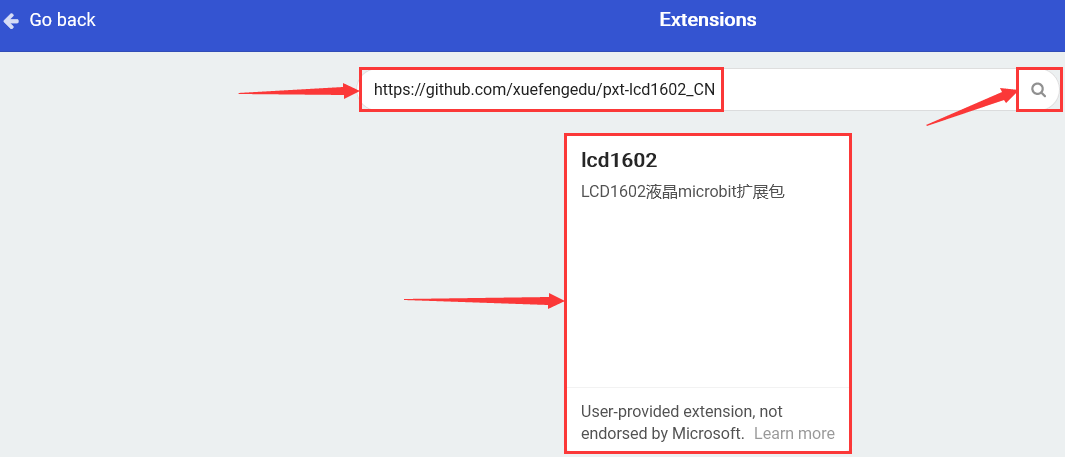 Go back
Extensions
https://github.com/xuefengedu/pxt-lcd1602_CN
lcd1602
LCD1602液晶microbit扩展包
User-provided extension, not
endorsed by Microsoft. Learn more